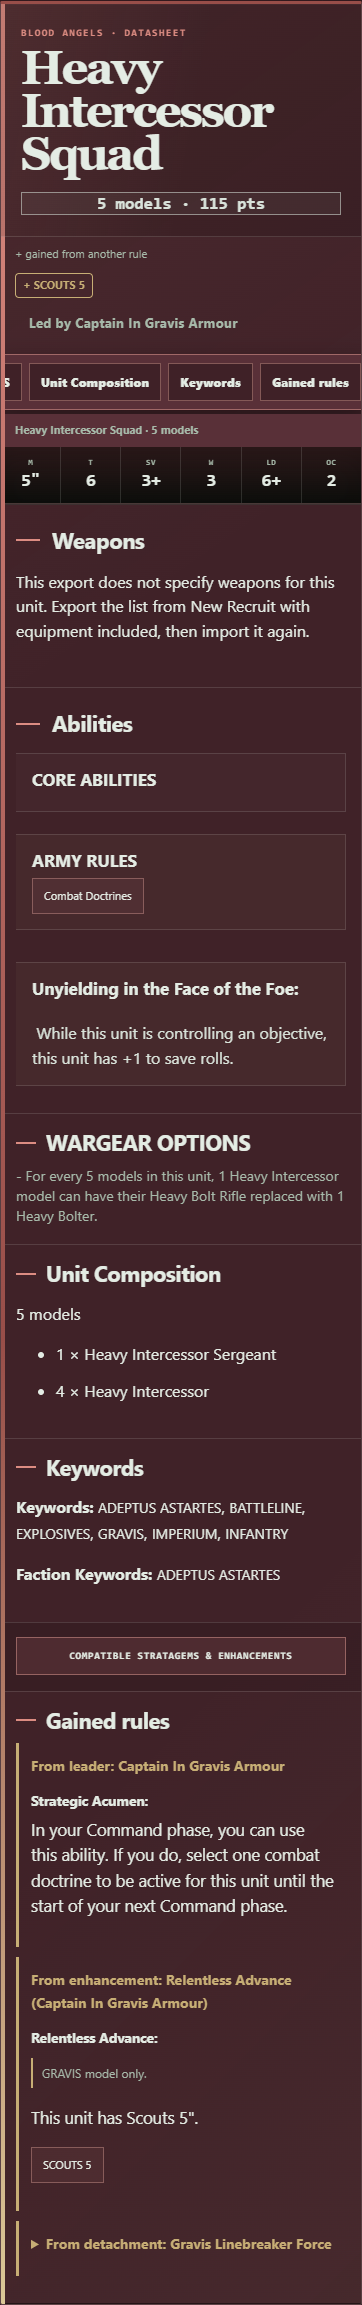 BLOOD ANGELS · DATASHEET
Heavy
Intercessor
Squad
5 models · 115 pts
+ gained from another rule
+ SCOUTS 5
Led by Captain In Gravis Armour
S Unit Composition Keywords Gained rules
Heavy Intercessor Squad · 5 models
M T SV W LD OC
5" 6 3+ 3 6+ 2
Weapons
This export does not specify weapons for this
unit. Export the list from New Recruit with
equipment included, then import it again.
Abilities
CORE ABILITIES
ARMY RULES
Combat Doctrines
Unyielding in the Face of the Foe:
While this unit is controlling an objective,
this unit has +1 to save rolls.
WARGEAR OPTIONS
- For every 5 models in this unit, 1 Heavy Intercessor
model can have their Heavy Bolt Rifle replaced with 1
Heavy Bolter.
Unit Composition
5 models
• 1 × Heavy Intercessor Sergeant
• 4 × Heavy Intercessor
Keywords
Keywords: ADEPTUS ASTARTES, BATTLELINE,
EXPLOSIVES, GRAVIS, IMPERIUM, INFANTRY
Faction Keywords: ADEPTUS ASTARTES
COMPATIBLE STRATAGEMS & ENHANCEMENTS
Gained rules
From leader: Captain In Gravis Armour
Strategic Acumen:
In your Command phase, you can use
this ability. If you do, select one combat
doctrine to be active for this unit until the
start of your next Command phase.
From enhancement: Relentless Advance
(Captain In Gravis Armour)
Relentless Advance:
GRAVIS model only.
This unit has Scouts 5".
SCOUTS 5
▶ From detachment: Gravis Linebreaker Force